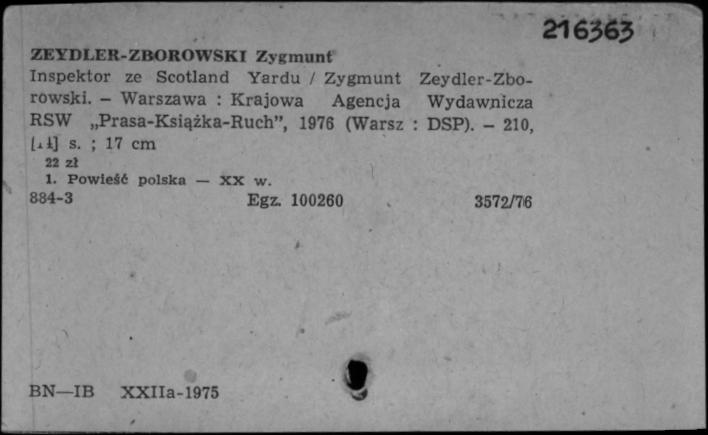 216363
ZEYDLER-ZBOROWSKI Zygmunt
Inspektor ze Scotland Yardu / Zygmunt Zeydler-Zbo-
rowski. – Warszawa : Krajowa Agencja Wydawnicza
RSW „Prasa-Książka-Ruch”, 1976 (Warsz : DSP). – 210,
s. ; 17 cm
22 zł
1. Powieść polska — XX w.
884-3 Egz. 100260 3572/76
BN—IB XXIIa-1975